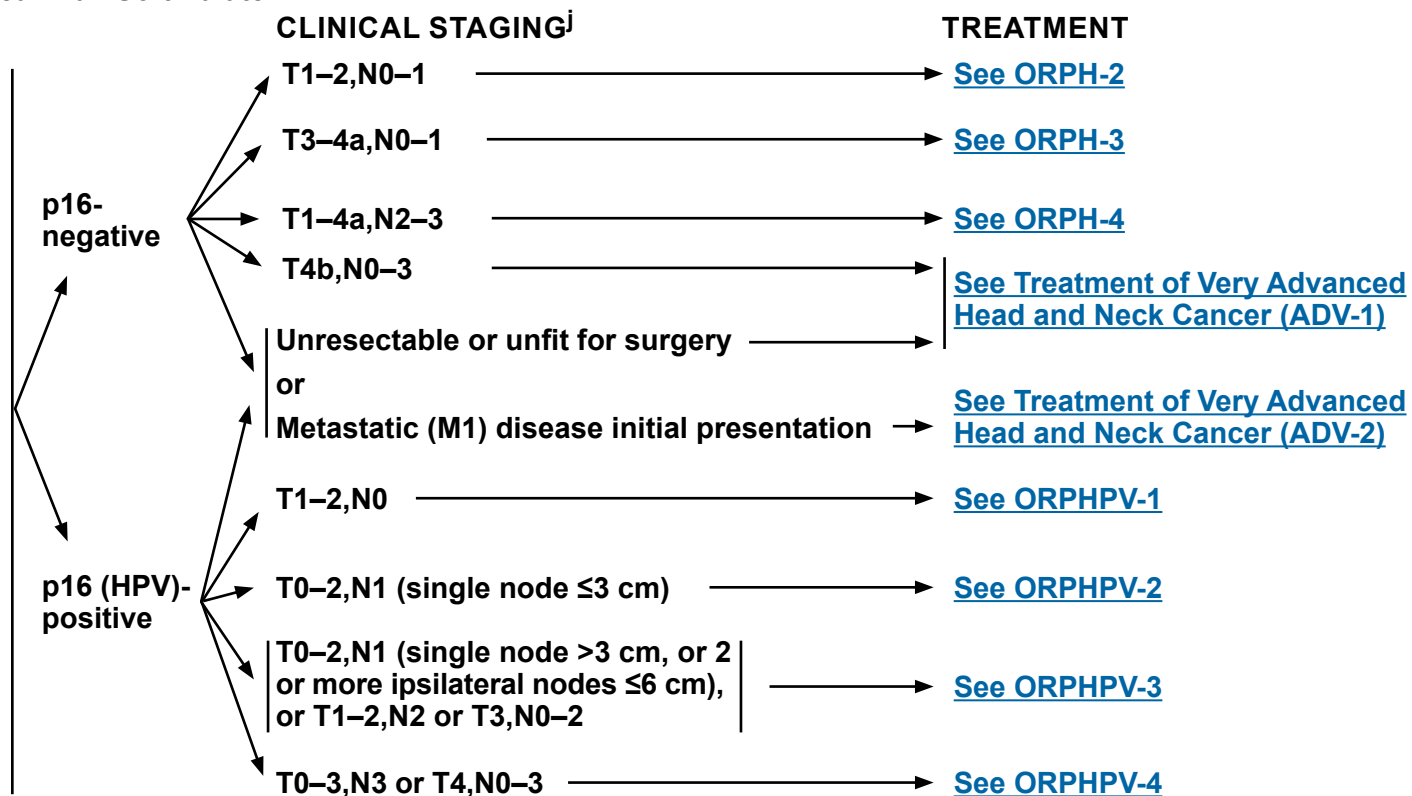 CLINICAL STAGINGj TREATMENT
T1–2,N0–1 See ORPH-2
T3–4a,N0–1 See ORPH-3
p16-
negative
T1–4a,N2–3 See ORPH-4
T4b,N0–3
See Treatment of Very Advanced
Head and Neck Cancer (ADV-1)
Unresectable or unfit for surgery
or
Metastatic (M1) disease initial presentation
See Treatment of Very Advanced
Head and Neck Cancer (ADV-2)
T1–2,N0 See ORPHPV-1
p16 (HPV)-
positive
T0–2,N1 (single node ≤3 cm) See ORPHPV-2
T0–2,N1 (single node >3 cm, or 2
or more ipsilateral nodes ≤6 cm),
or T1–2,N2 or T3,N0–2
See ORPHPV-3
T0–3,N3 or T4,N0–3 See ORPHPV-4